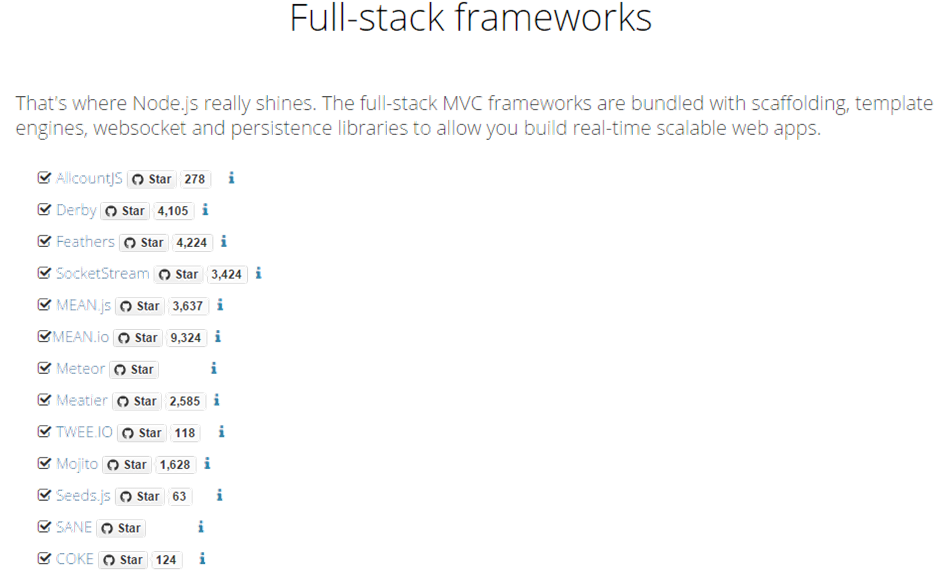 Full-stack frameworks
That's where Node.js really shines. The full-stack MVC frameworks are bundled with scaffolding, template
engines, websocket and persistence libraries to allow you build real-time scalable web apps.
AllcountJS Star 278
Derby Star 4,105
Feathers Star 4,224
SocketStream Star 3,424
MEAN.js Star 3,637
MEAN.io Star 9,324
Meteor Star
Meatier Star 2,585
TWEE.IO Star 118
Mojito Star 1,628
Seeds.js Star 63
SANE Star
COKE Star 124